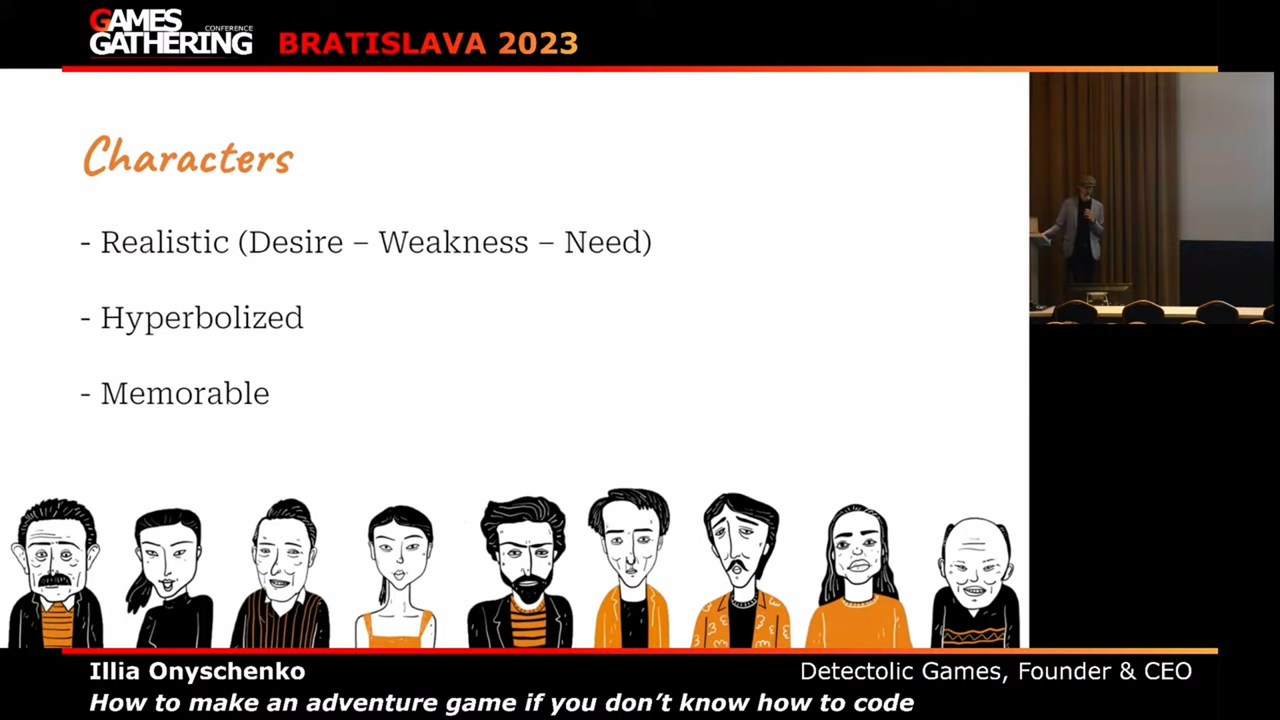 GAMES
CONFERENCE
GATHERING
BRATISLAVA 2023
Characters
- Realistic (Desire – Weakness – Need)
- Hyperbolized
- Memorable
Illia Onyschenko
Detectolic Games, Founder & CEO
How to make an adventure game if you don’t know how to code